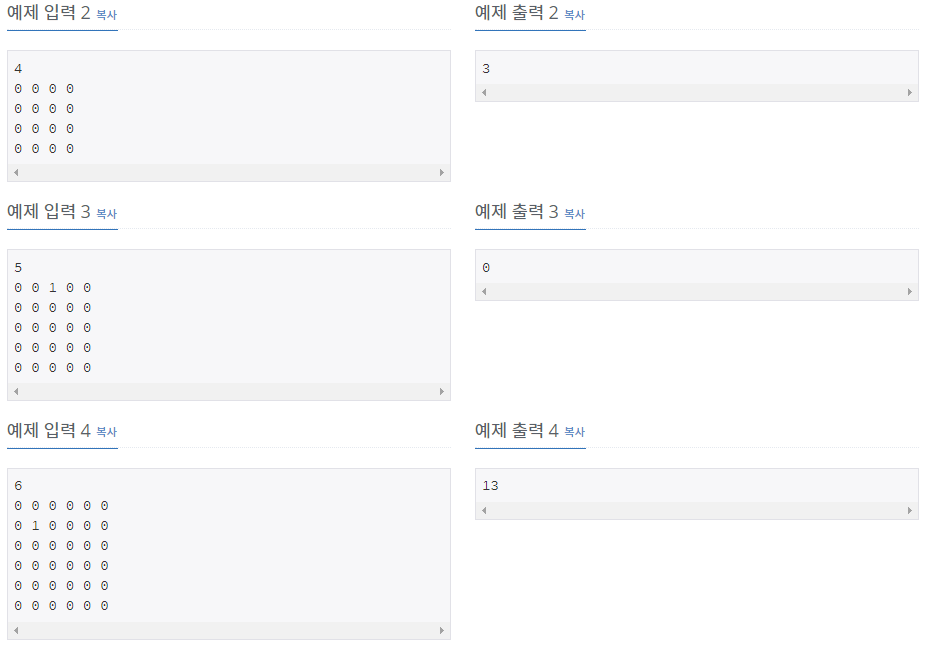 예제 입력 2 복사
4
0 0 0 0
0 0 0 0
0 0 0 0
0 0 0 0
예제 출력 2 복사
3
예제 입력 3 복사
5
0 0 1 0 0
0 0 0 0 0
0 0 0 0 0
0 0 0 0 0
0 0 0 0 0
예제 출력 3 복사
0
예제 입력 4 복사
6
0 0 0 0 0 0
0 1 0 0 0 0
0 0 0 0 0 0
0 0 0 0 0 0
0 0 0 0 0 0
0 0 0 0 0 0
예제 출력 4 복사
13